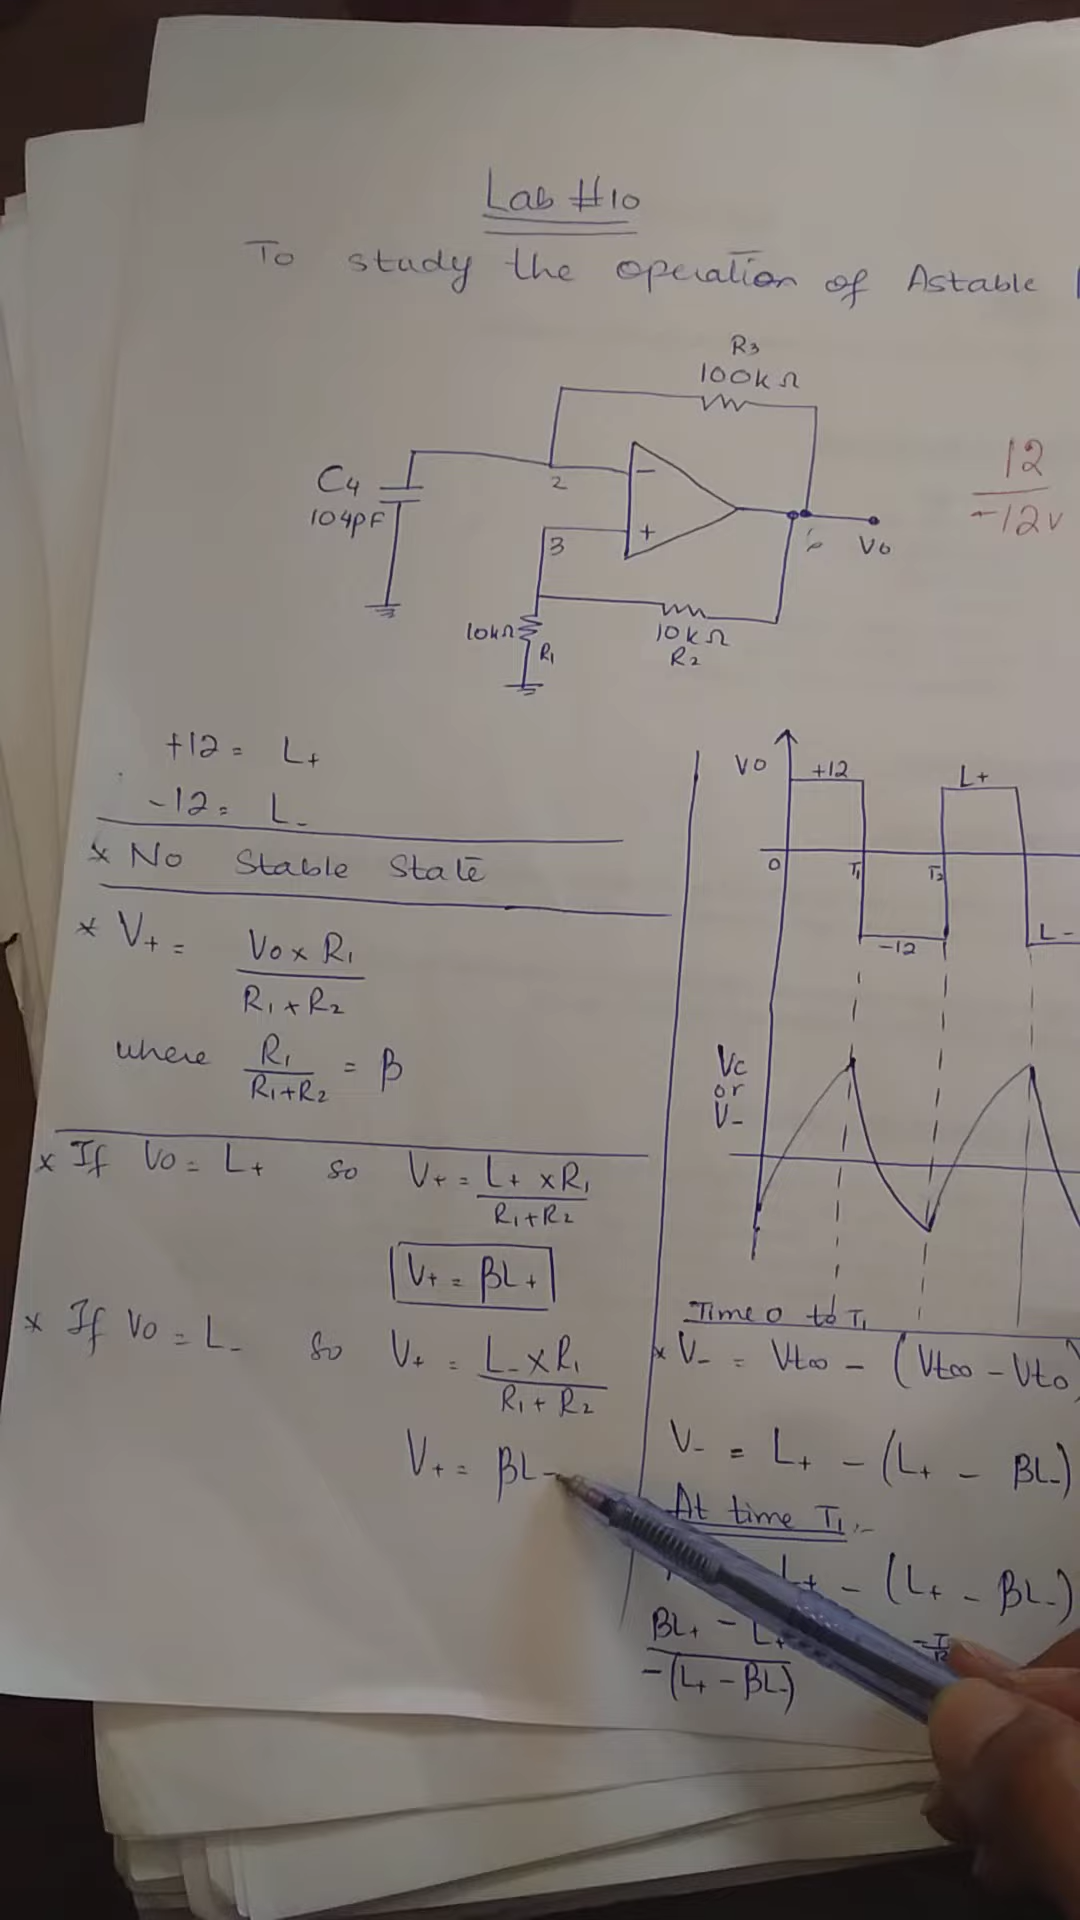 Lab #10
To study the operation of Astable
R3
100kΩ
C4
104pF
2
−
12
-12v
+
3
6
Vo
10kΩ
R1
10kΩ
R2
+12 = L+
-12 = L-
* No Stable State
* V+ = Vo x R1
R1 + R2
where R1 = β
R1+R2
* If Vo = L+ so V+ = L+ x R1
R1+R2
V+ = βL+
* If Vo = L- so V+ = L- x R1
R1 + R2
V+ = βL-
Vo
+12
L+
0
T1
T2
-12
L-
Vc
or
V-
Time 0 to T1
* V- = Vt∞ - (Vt∞ - Vto)
V- = L+ - (L+ - βL-)
At time T1:-
L+ - (L+ - βL-)
βL+ - L+
-(L+ - βL-)